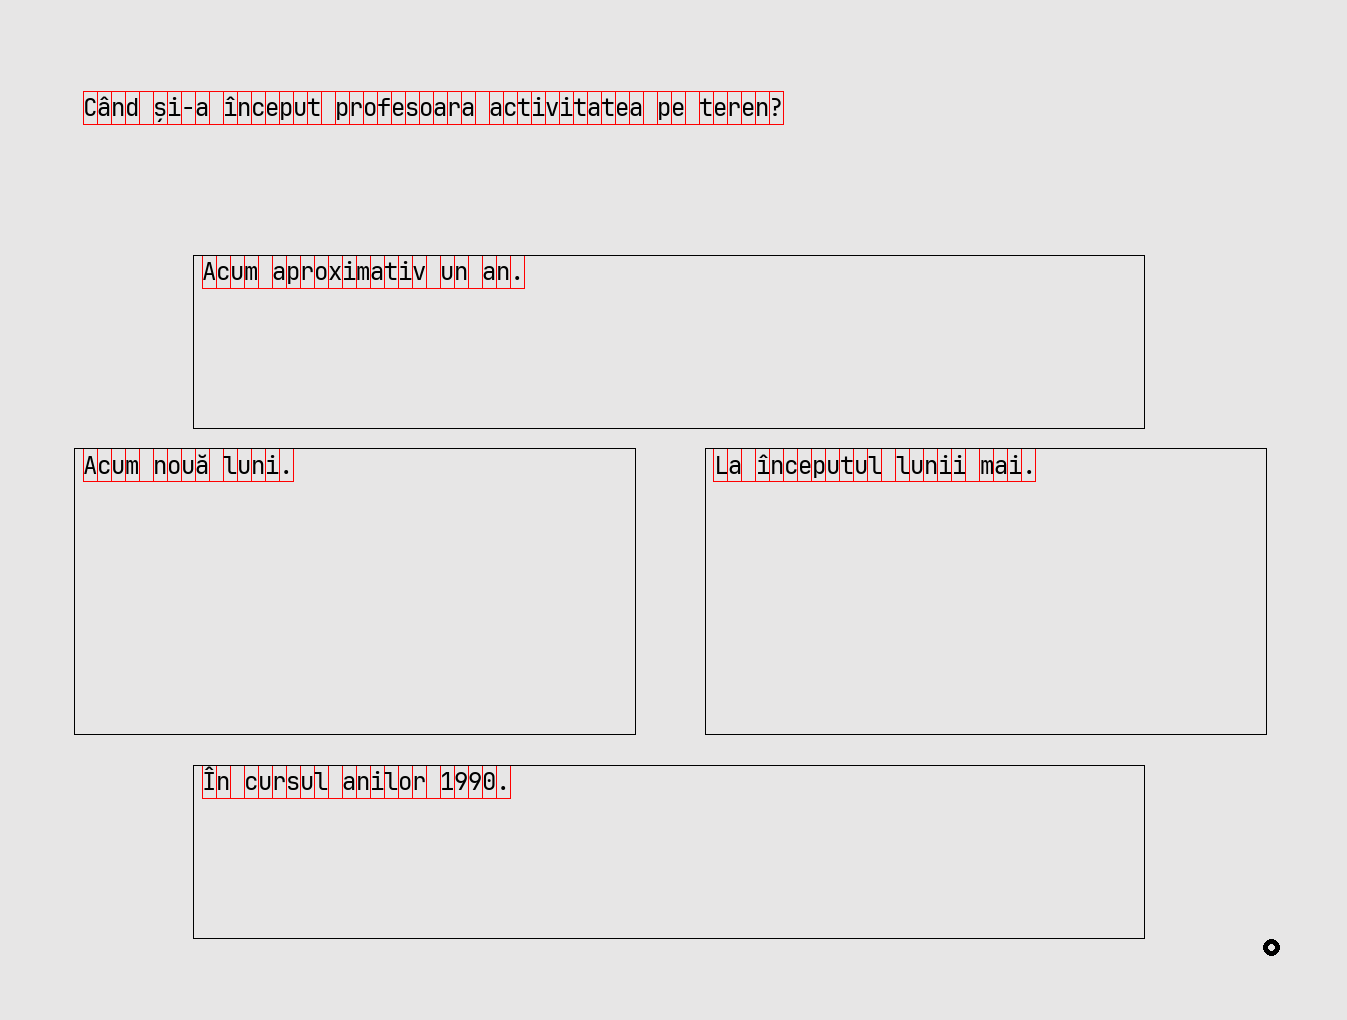 Când și-a început profesoara activitatea pe teren?
Acum aproximativ un an.
Acum nouă luni.
La începutul lunii mai.
În cursul anilor 1990.